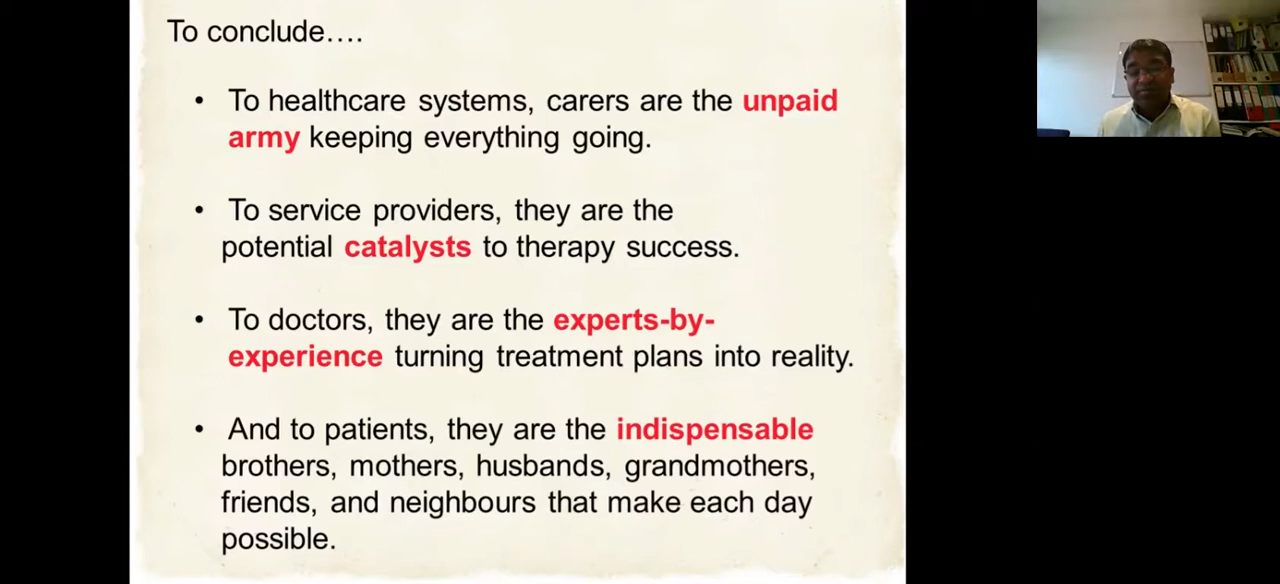 To conclude….
• To healthcare systems, carers are the unpaid
army keeping everything going.
• To service providers, they are the
potential catalysts to therapy success.
• To doctors, they are the experts-by-
experience turning treatment plans into reality.
• And to patients, they are the indispensable
brothers, mothers, husbands, grandmothers,
friends, and neighbours that make each day
possible.